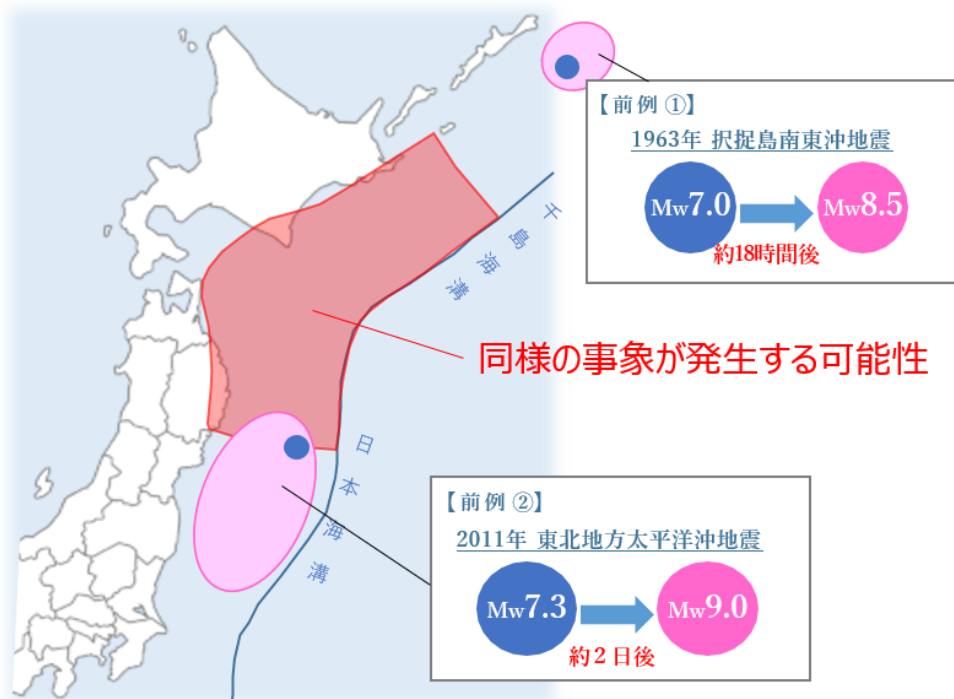 【前例①】
1963年 択捉島南東沖地震
Mw7.0
Mw8.5
約18時間後
千島海溝
同様の事象が発生する可能性
日本海溝
【前例②】
2011年 東北地方太平洋沖地震
Mw7.3
Mw9.0
約2日後